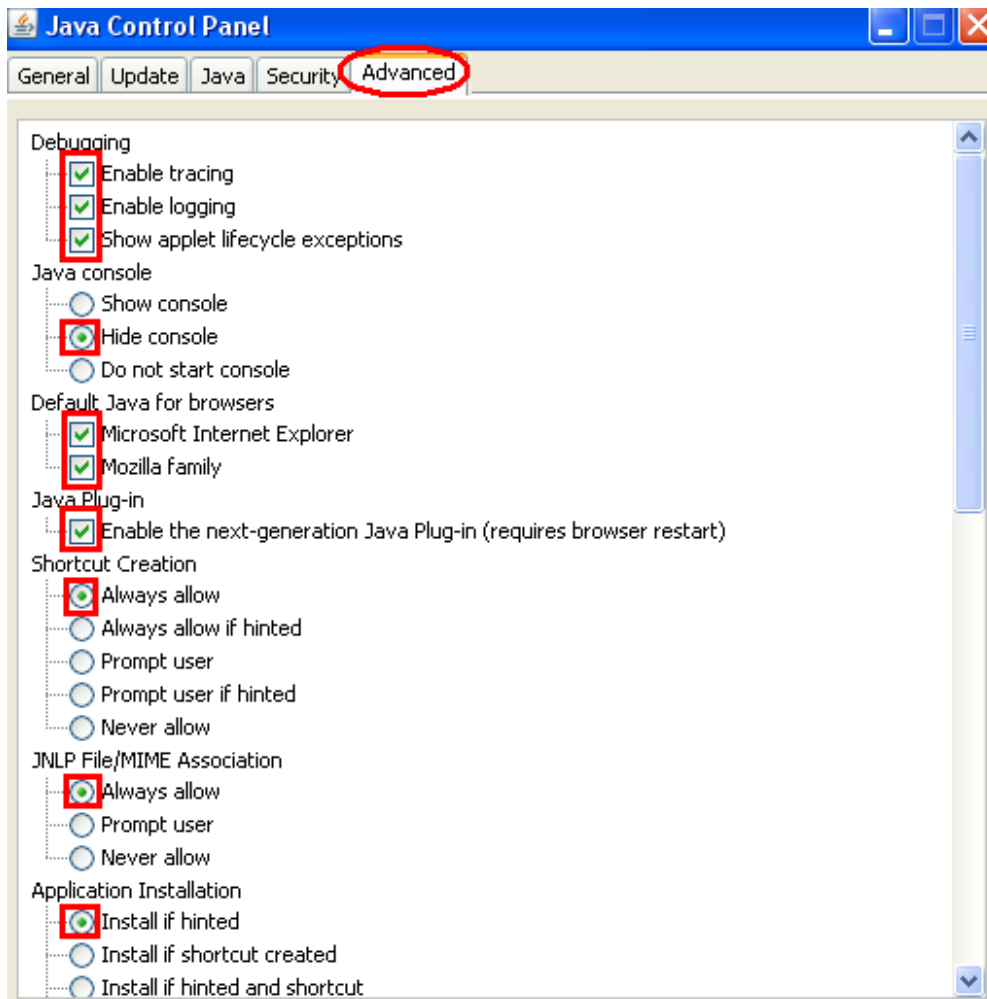 Java Control Panel
General Update Java Security Advanced
Debugging
Enable tracing
Enable logging
Show applet lifecycle exceptions
Java console
Show console
Hide console
Do not start console
Default Java for browsers
Microsoft Internet Explorer
Mozilla family
Java Plug-in
Enable the next-generation Java Plug-in (requires browser restart)
Shortcut Creation
Always allow
Always allow if hinted
Prompt user
Prompt user if hinted
Never allow
JNLP File/MIME Association
Always allow
Prompt user
Never allow
Application Installation
Install if hinted
Install if shortcut created
Install if hinted and shortcut